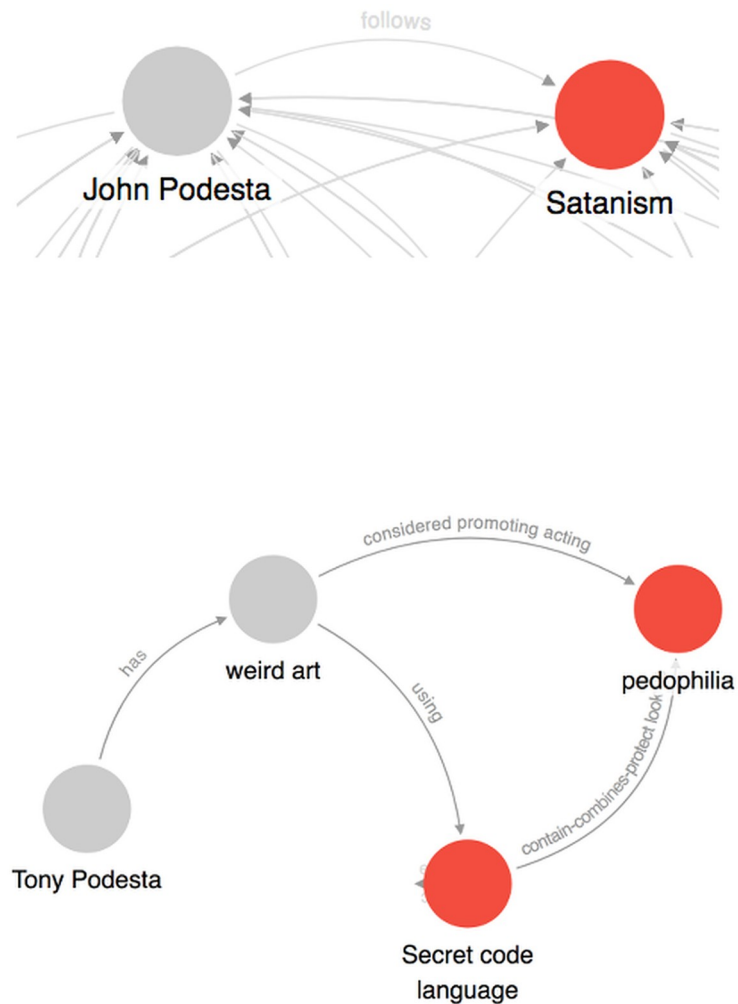 follows
John Podesta
Satanism
considered promoting acting
has
weird art
using
pedophilia
contain-combines-protect look
Tony Podesta
Secret code
language